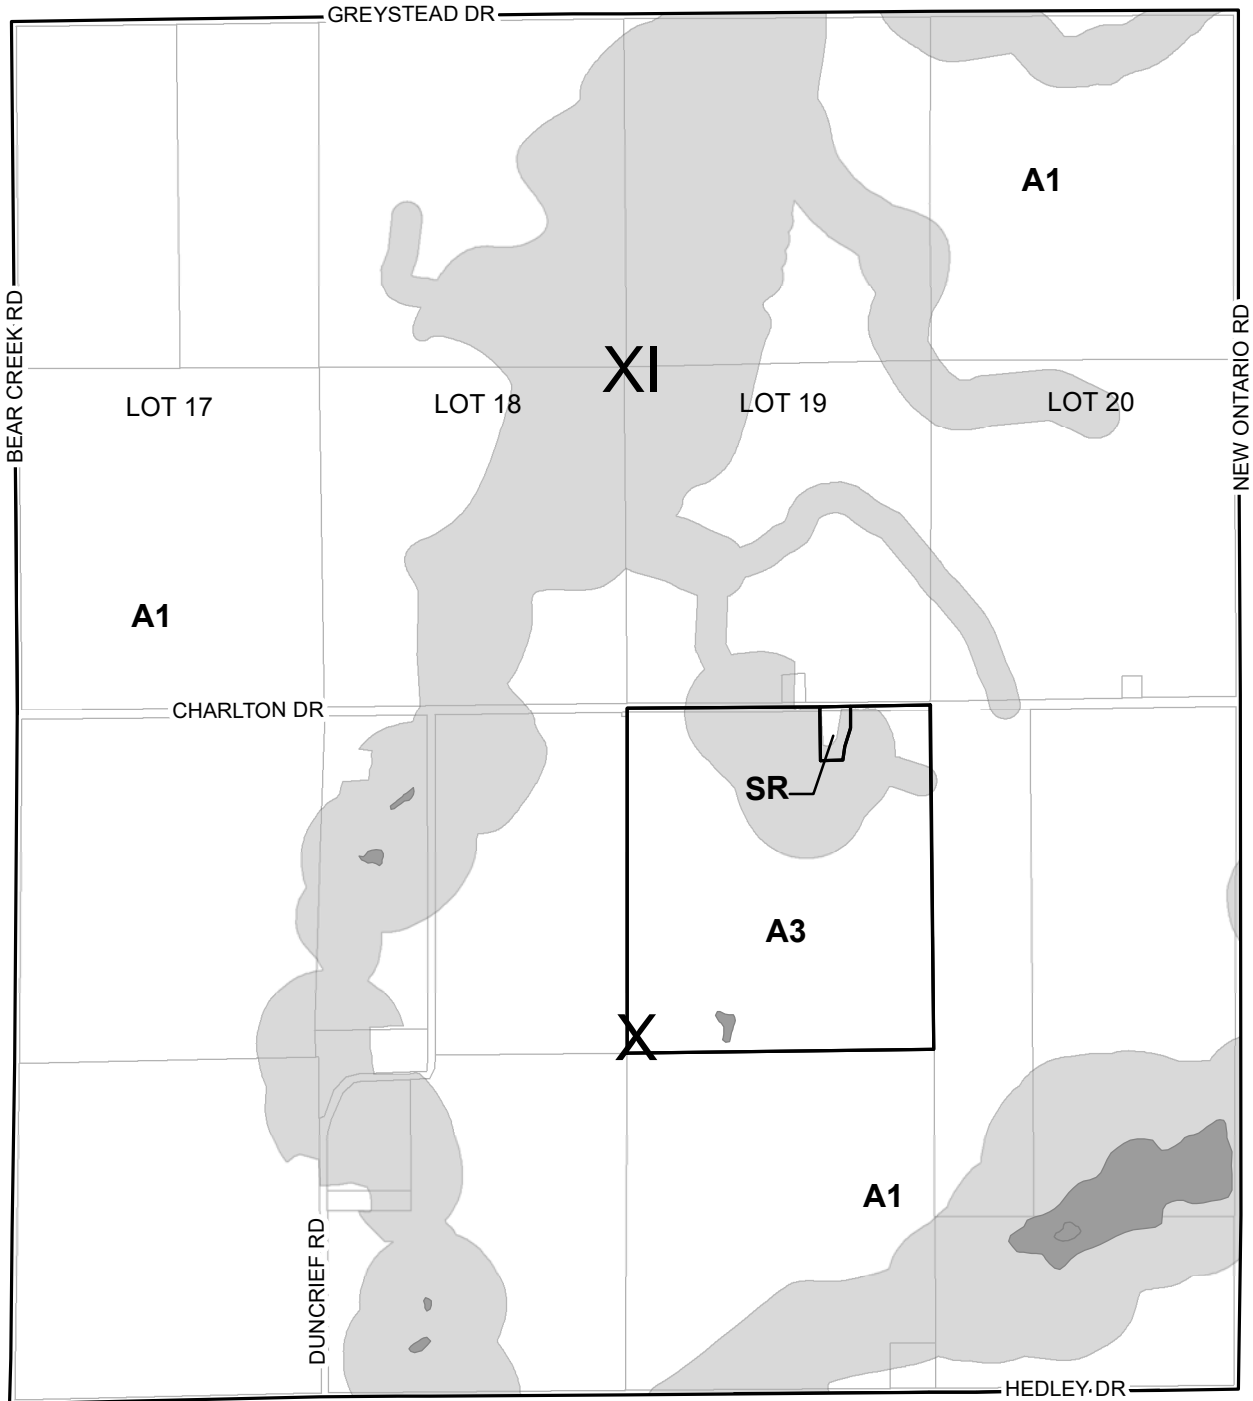 GREYSTEAD DR
A1
BEAR CREEK RD
NEW ONTARIO RD
XI
LOT 17
LOT 18
LOT 19
LOT 20
A1
CHARLTON DR
SR
A3
X
A1
DUNCRIEF RD
HEDLEY DR